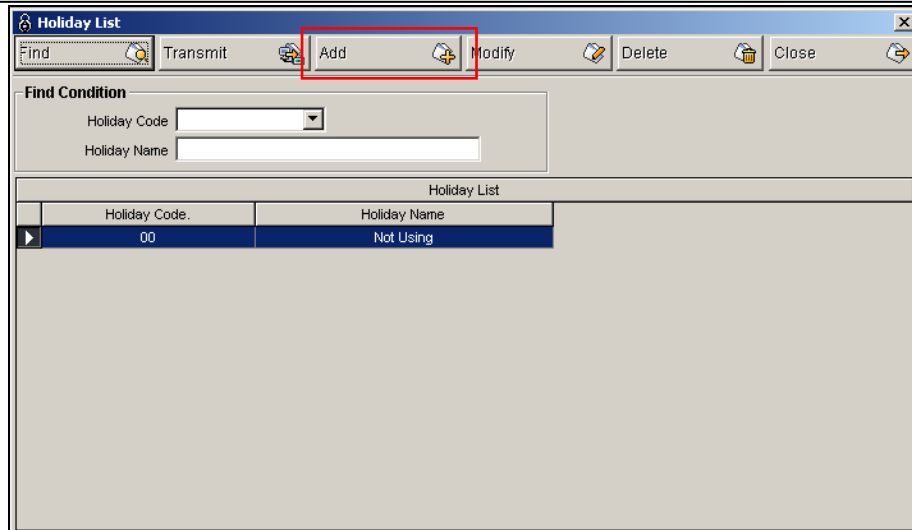 Holiday List
Find Transmit Add Modify Delete Close
Find Condition
Holiday Code
Holiday Name
Holiday List
Holiday Code. Holiday Name
00 Not Using